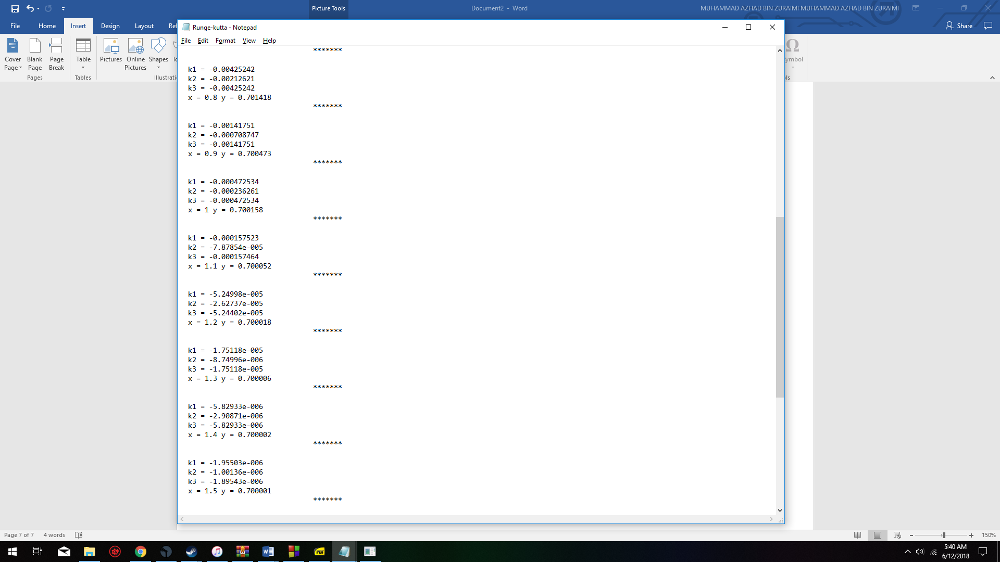 Picture Tools
Document2 - Word
MUHAMMAD AZHAD BIN ZURAIMI MUHAMMAD AZHAD BIN ZURAIMI
File Home Insert Design Layout Ref
Share
Runge-kutta - Notepad
File Edit Format View Help
Cover Page
Blank Page
Page Break
Table
Pictures
Online Pictures
Shapes
Pages
Tables
Illustrati
Ω
ymbol
ls
*******
k1 = -0.00425242
k2 = -0.00212621
k3 = -0.00425242
x = 0.8 y = 0.701418
*******
k1 = -0.00141751
k2 = -0.000708747
k3 = -0.00141751
x = 0.9 y = 0.700473
*******
k1 = -0.000472534
k2 = -0.000236261
k3 = -0.000472534
x = 1 y = 0.700158
*******
k1 = -0.000157523
k2 = -7.87854e-005
k3 = -0.000157464
x = 1.1 y = 0.700052
*******
k1 = -5.24998e-005
k2 = -2.62737e-005
k3 = -5.24402e-005
x = 1.2 y = 0.700018
*******
k1 = -1.75118e-005
k2 = -8.74996e-006
k3 = -1.75118e-005
x = 1.3 y = 0.700006
*******
k1 = -5.82933e-006
k2 = -2.90871e-006
k3 = -5.82933e-006
x = 1.4 y = 0.700002
*******
k1 = -1.95503e-006
k2 = -1.00136e-006
k3 = -1.89543e-006
x = 1.5 y = 0.700001
*******
Page 7 of 7 4 words
150%
PDF
5:40 AM
6/12/2018